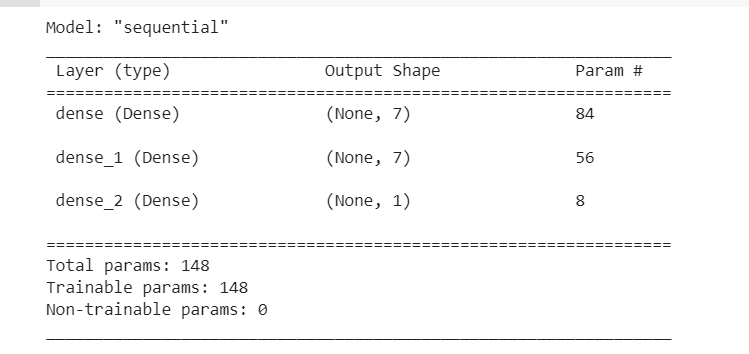 Model: "sequential"
_________________________________________________________________
Layer (type)                Output Shape              Param #
=================================================================
dense (Dense)               (None, 7)                 84
dense_1 (Dense)             (None, 7)                 56
dense_2 (Dense)             (None, 1)                 8
=================================================================
Total params: 148
Trainable params: 148
Non-trainable params: 0
_________________________________________________________________